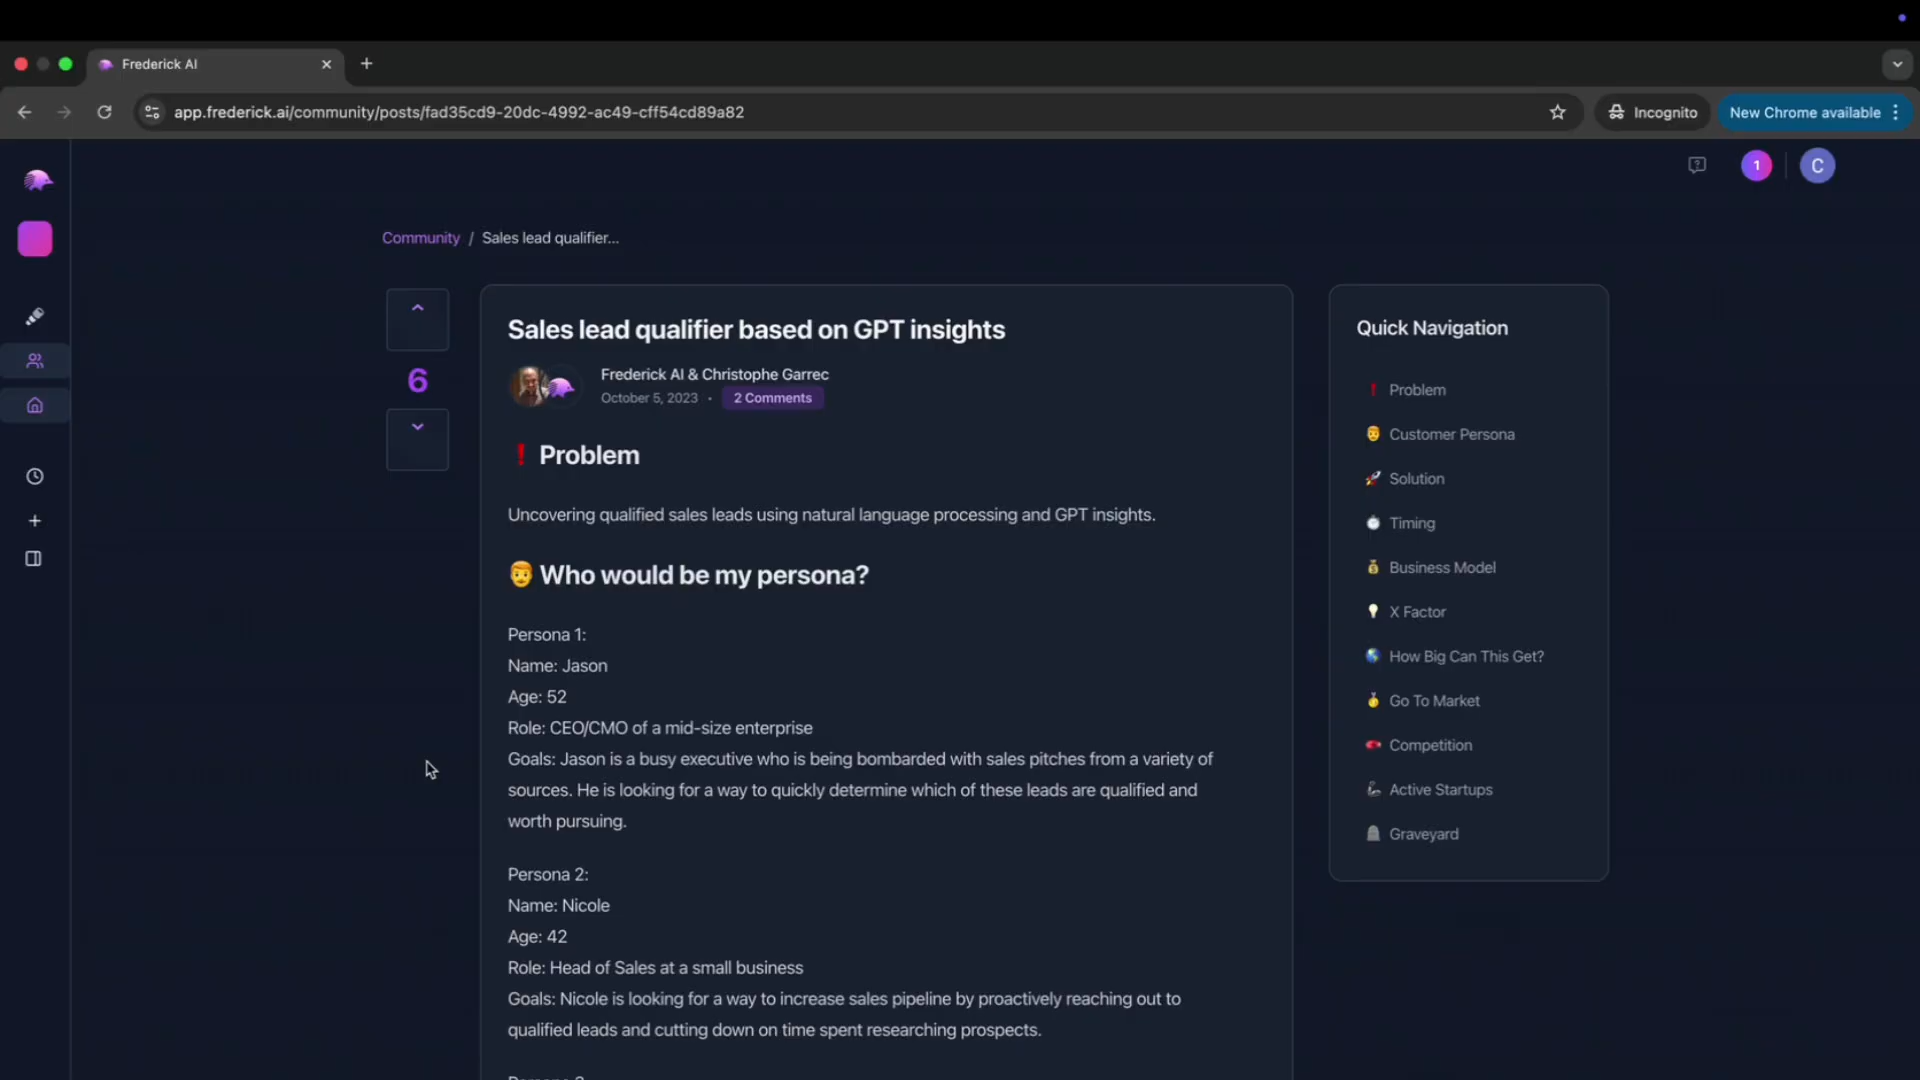 Frederick AI
app.frederick.ai/community/posts/fad35cd9-20dc-4992-ac49-cff54cd89a82
Incognito
New Chrome available
1
C
Community / Sales lead qualifier...
6
Sales lead qualifier based on GPT insights
Frederick AI & Christophe Garrec
October 5, 2023 · 2 Comments
❗ Problem
Uncovering qualified sales leads using natural language processing and GPT insights.
👨 Who would be my persona?
Persona 1:
Name: Jason
Age: 52
Role: CEO/CMO of a mid-size enterprise
Goals: Jason is a busy executive who is being bombarded with sales pitches from a variety of
sources. He is looking for a way to quickly determine which of these leads are qualified and
worth pursuing.
Persona 2:
Name: Nicole
Age: 42
Role: Head of Sales at a small business
Goals: Nicole is looking for a way to increase sales pipeline by proactively reaching out to
qualified leads and cutting down on time spent researching prospects.
Quick Navigation
❗ Problem
👨 Customer Persona
🚀 Solution
⏱️ Timing
💰 Business Model
💡 X Factor
🌎 How Big Can This Get?
🥇 Go To Market
🥊 Competition
🦾 Active Startups
🪦 Graveyard